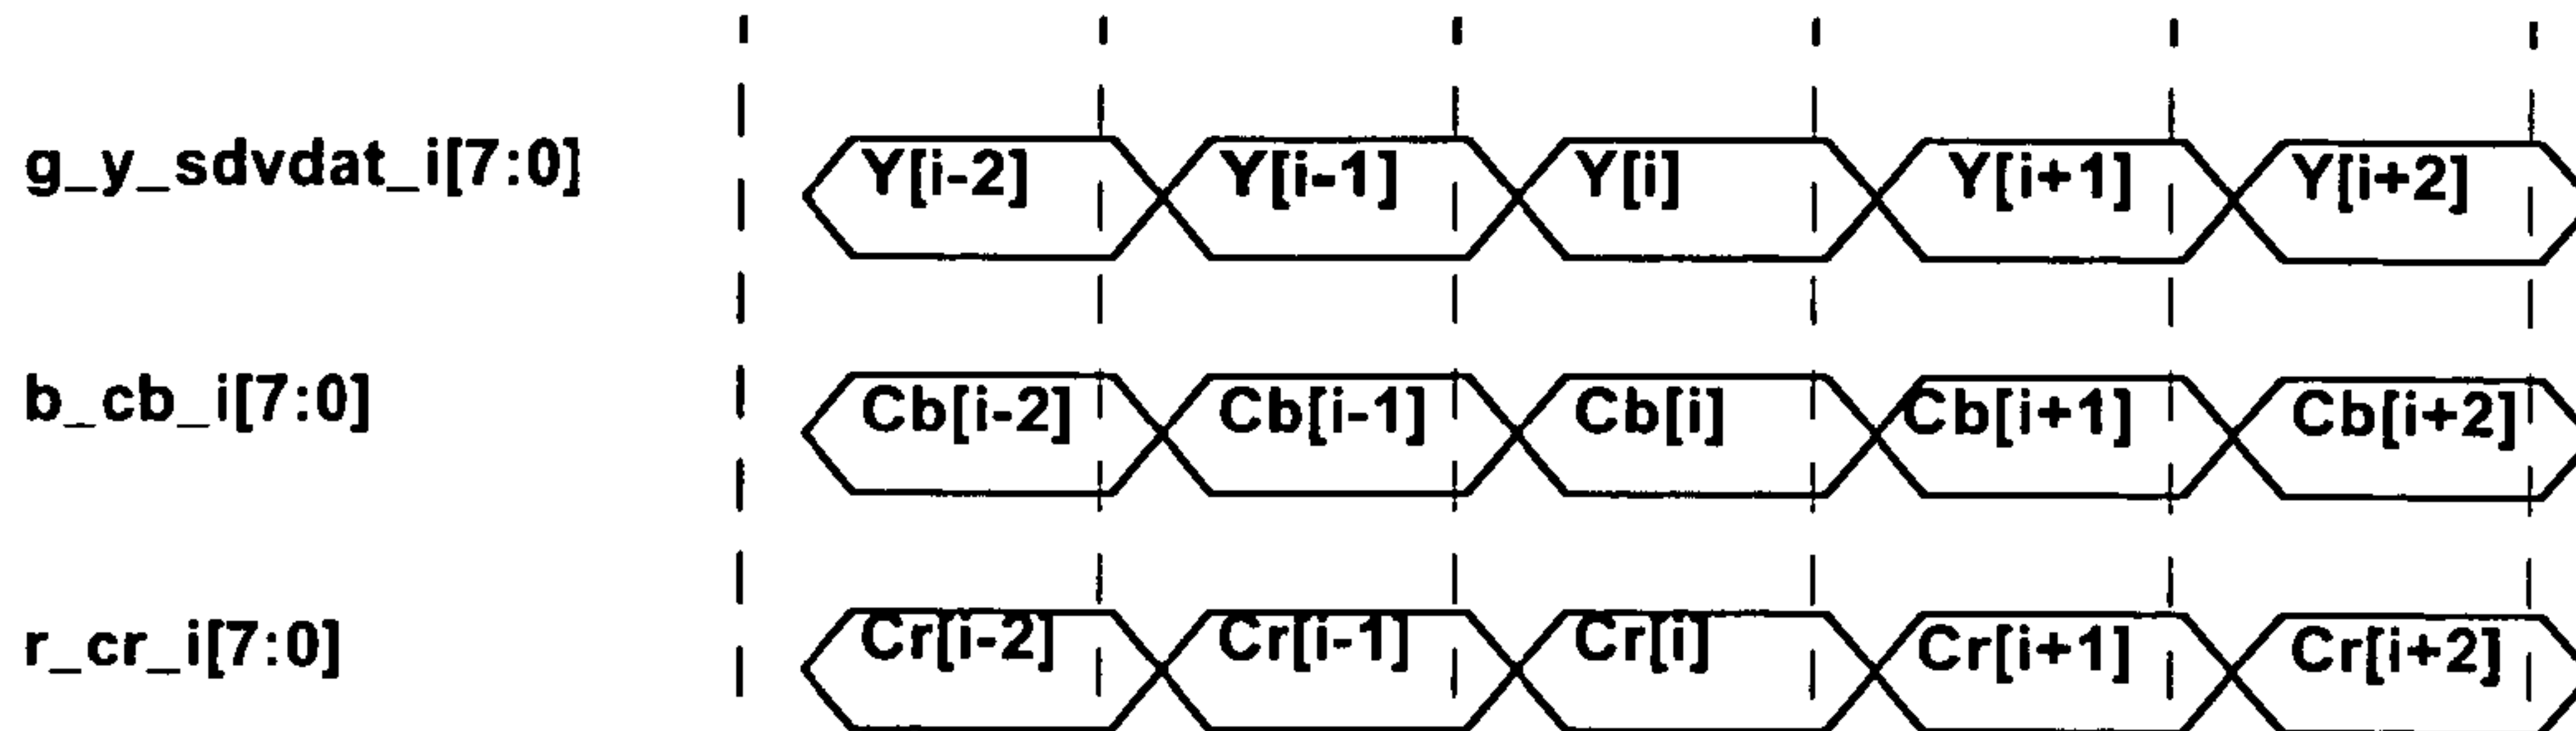 g_y_sdvdat_i[7:0] Y[i-2] Y[i-1] Y[i] Y[i+1] Y[i+2]
b_cb_i[7:0] Cb[i-2] Cb[i-1] Cb[i] Cb[i+1] Cb[i+2]
r_cr_i[7:0] Cr[i-2] Cr[i-1] Cr[i] Cr[i+1] Cr[i+2]